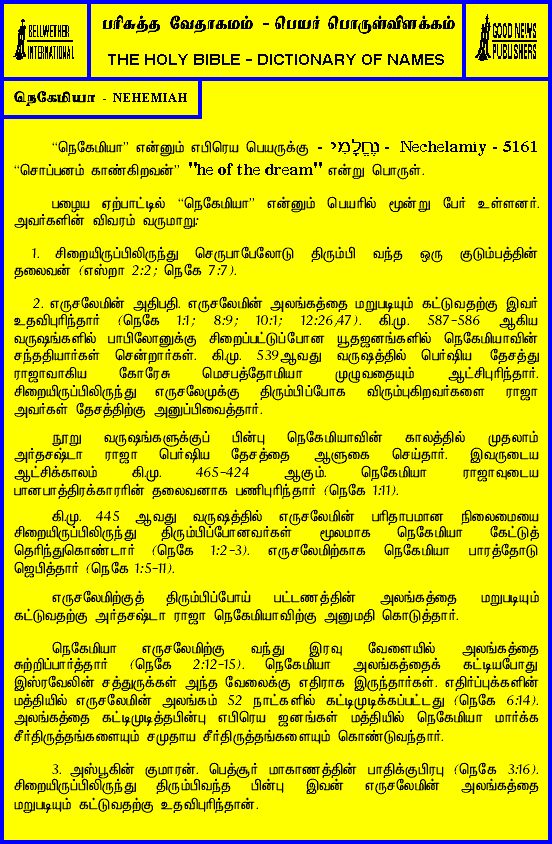 BELLWETHER
INTERNATIONAL
பரிசுத்த வேதாகமம் - பெயர் பொருள்விளக்கம்
THE HOLY BIBLE - DICTIONARY OF NAMES
GOOD NEWS
PUBLISHERS
நெகேமியா - NEHEMIAH
“நெகேமியா” என்னும் எபிரெய பெயருக்கு - נֶחֱלָמִי - Nechelamiy - 5161
“சொப்பனம் காண்கிறவன்” "he of the dream" என்று பொருள்.
பழைய ஏற்பாட்டில் “நெகேமியா” என்னும் பெயரில் மூன்று பேர் உள்ளனர்.
அவர்களின் விவரம் வருமாறு:
1. சிறையிருப்பிலிருந்து செருபாபேலோடு திரும்பி வந்த ஒரு குடும்பத்தின்
தலைவன் (எஸ்றா 2:2; நெகே 7:7).
2. எருசலேமின் அதிபதி. எருசலேமின் அலங்கத்தை மறுபடியும் கட்டுவதற்கு இவர்
உதவிபுரிந்தார் (நெகே 1:1; 8:9; 10:1; 12:26,47). கி.மு. 587-586 ஆகிய
வருஷங்களில் பாபிலோனுக்கு சிறைப்பட்டுப்போன யூதஜனங்களில் நெகேமியாவின்
சந்ததியார்கள் சென்றார்கள். கி.மு. 539ஆவது வருஷத்தில் பெர்ஷிய தேசத்து
ராஜாவாகிய கோரேசு மெசபத்தோமியா முழுவதையும் ஆட்சிபுரிந்தார்.
சிறையிருப்பிலிருந்து எருசலேமுக்கு திரும்பிப்போக விரும்புகிறவர்களை ராஜா
அவர்கள் தேசத்திற்கு அனுப்பிவைத்தார்.
நூறு வருஷங்களுக்குப் பின்பு நெகேமியாவின் காலத்தில் முதலாம்
அர்தசஷ்டா ராஜா பெர்ஷிய தேசத்தை ஆளுகை செய்தார். இவருடைய
ஆட்சிக்காலம் கி.மு. 465-424 ஆகும். நெகேமியா ராஜாவுடைய
பானபாத்திரக்காரரின் தலைவனாக பணிபுரிந்தார் (நெகே 1:11).
கி.மு. 445 ஆவது வருஷத்தில் எருசலேமின் பரிதாபமான நிலைமையை
சிறையிருப்பிலிருந்து திரும்பிப்போனவர்கள் மூலமாக நெகேமியா கேட்டுத்
தெரிந்துகொண்டார் (நெகே 1:2-3). எருசலேமிற்காக நெகேமியா பாரத்தோடு
ஜெபித்தார் (நெகே 1:5-11).
எருசலேமிற்குத் திரும்பிப்போய் பட்டணத்தின் அலங்கத்தை மறுபடியும்
கட்டுவதற்கு அர்தசஷ்டா ராஜா நெகேமியாவிற்கு அனுமதி கொடுத்தார்.
நெகேமியா எருசலேமிற்கு வந்து இரவு வேளையில் அலங்கத்தை
சுற்றிப்பார்த்தார் (நெகே 2:12-15). நெகேமியா அலங்கத்தைக் கட்டியபோது
இஸ்ரவேலின் சத்துருக்கள் அந்த வேலைக்கு எதிராக இருந்தார்கள். எதிர்ப்புக்களின்
மத்தியில் எருசலேமின் அலங்கம் 52 நாட்களில் கட்டிமுடிக்கப்பட்டது (நெகே 6:14).
அலங்கத்தை கட்டிமுடித்தபின்பு எபிரெய ஜனங்கள் மத்தியில் நெகேமியா மார்க்க
சீர்திருத்தங்களையும் சமுதாய சீர்திருத்தங்களையும் கொண்டுவந்தார்.
3. அஸ்பூகின் குமாரன். பெத்சூர் மாகாணத்தின் பாதிக்குபிரபு (நெகே 3:16).
சிறையிருப்பிலிருந்து திரும்பிவந்த பின்பு இவன் எருசலேமின் அலங்கத்தை
மறுபடியும் கட்டுவதற்கு உதவிபுரிந்தான்.